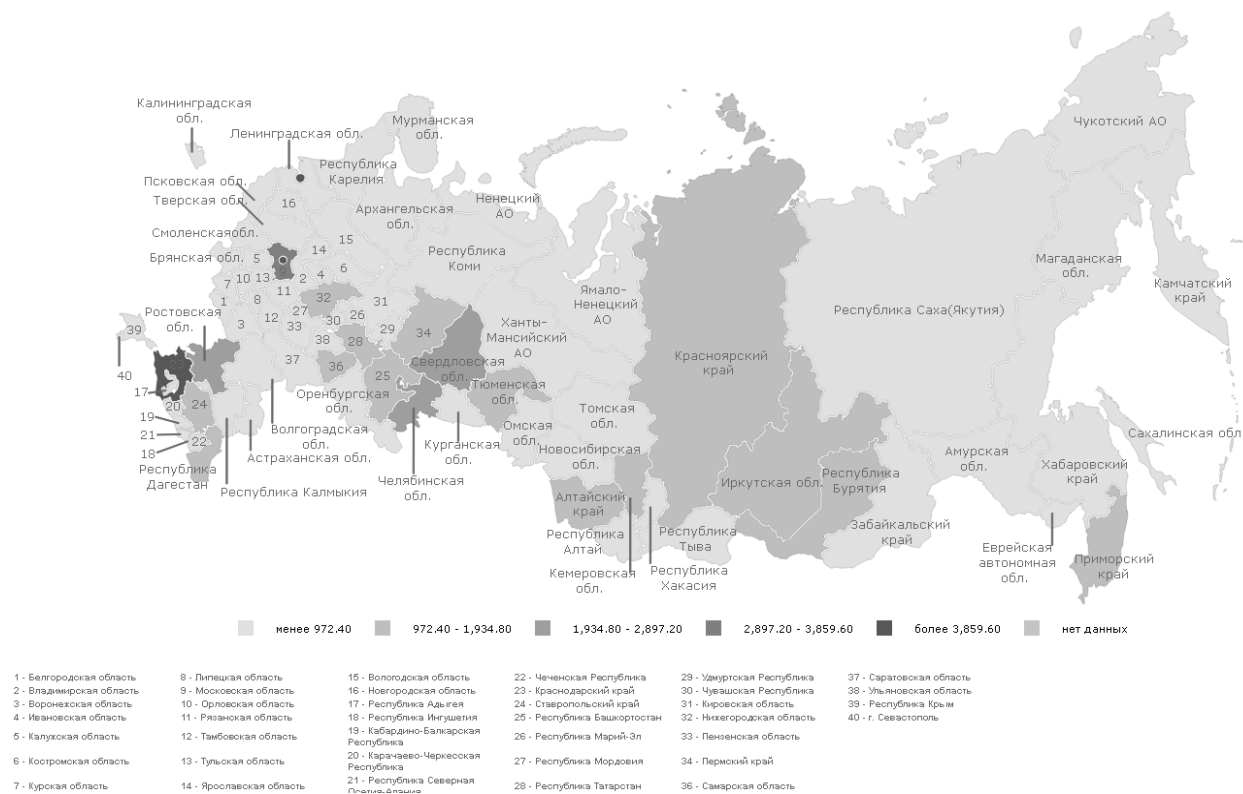 Калининградская
обл.
Ленинградская обл.
Мурманская
обл.
Чукотский АО
Республика
Карелия
Псковская обл.
Тверская обл.
16
Архангельская
обл.
Ненецкий
АО
Смоленскаяобл.
15
14
Брянская обл.
5
9
6
4
2
13
10
7
11
8
1
Республика
Коми
Магаданская
обл.
Камчатский
край
Ямало-
Ненецкий
АО
Республика Саха(Якутия)
32
31
27
26
30
12
33
3
29
34
38
28
Ростовская
обл.
39
40
Ханты-
Мансийский
АО
Красноярский
край
23
37
36
25
Свердловская
обл.
Тюменская
обл.
17
20
24
19
21
18
22
Оренбургская
обл.
Волгоградская
обл.
Астраханская обл.
Республика
Дагестан
Республика Калмыкия
Челябинская
обл.
Курганская
обл.
Омская
обл.
Томская
обл.
Новосибирская
обл.
Сахалинская обл
Амурская
обл.
Хабаровский
край
Иркутская обл.
Республика
Бурятия
Алтайский
край
Забайкальский
край
Республика
Алтай
Республика
Тыва
Кемеровская
обл.
Республика
Хакасия
Еврейская
автономная
обл.
Приморский
край
менее 972.40
972.40 - 1,934.80
1,934.80 - 2,897.20
2,897.20 - 3,859.60
более 3,859.60
нет данных
1 - Белгородская область
2 - Владимирская область
3 - Воронежская область
4 - Ивановская область
5 - Калужская область
6 - Костромская область
7 - Курская область
8 - Липецкая область
9 - Московская область
10 - Орловская область
11 - Рязанская область
12 - Тамбовская область
13 - Тульская область
14 - Ярославская область
15 - Вологодская область
16 - Новгородская область
17 - Республика Адыгея
18 - Республика Ингушетия
19 - Кабардино-Балкарская
Республика
20 - Карачаево-Черкесская
Республика
21 - Республика Северная
Осетия-Алания
22 - Чеченская Республика
23 - Краснодарский край
24 - Ставропольский край
25 - Республика Башкортостан
26 - Республика Марий-Эл
27 - Республика Мордовия
28 - Республика Татарстан
29 - Удмуртская Республика
30 - Чувашская Республика
31 - Кировская область
32 - Нижегородская область
33 - Пензенская область
34 - Пермский край
36 - Самарская область
37 - Саратовская область
38 - Ульяновская область
39 - Республика Крым
40 - г. Севастополь